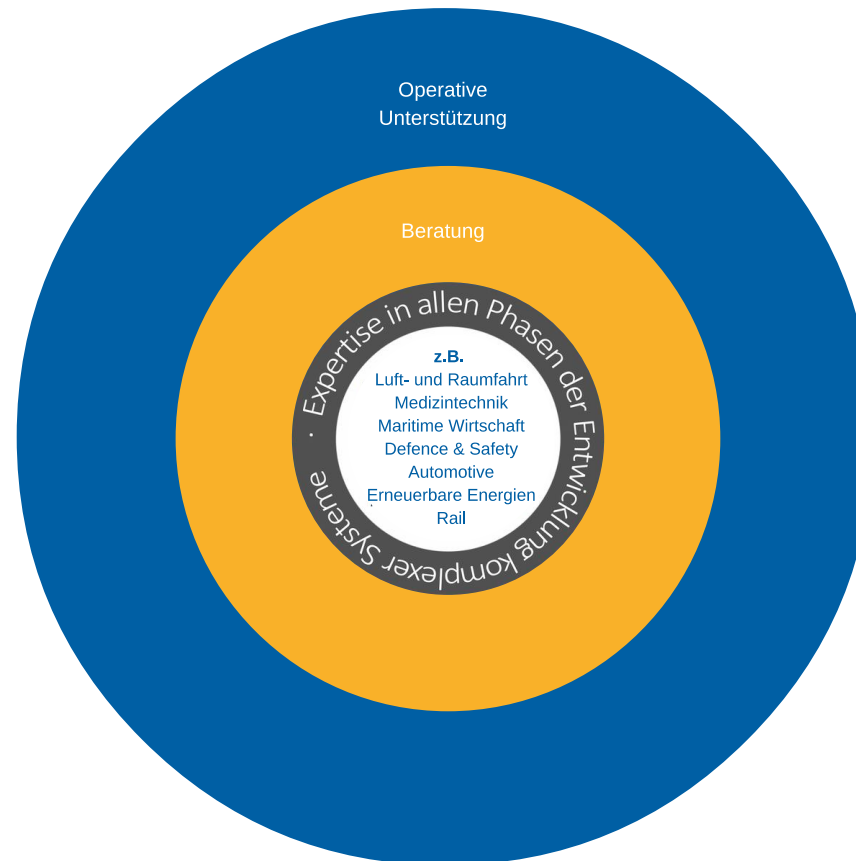 Operative
Unterstützung
Beratung
Expertise in allen Phasen der Entwicklung komplexer Systeme ·
z.B.
Luft- und Raumfahrt
Medizintechnik
Maritime Wirtschaft
Defence & Safety
Automotive
Erneuerbare Energien
Rail